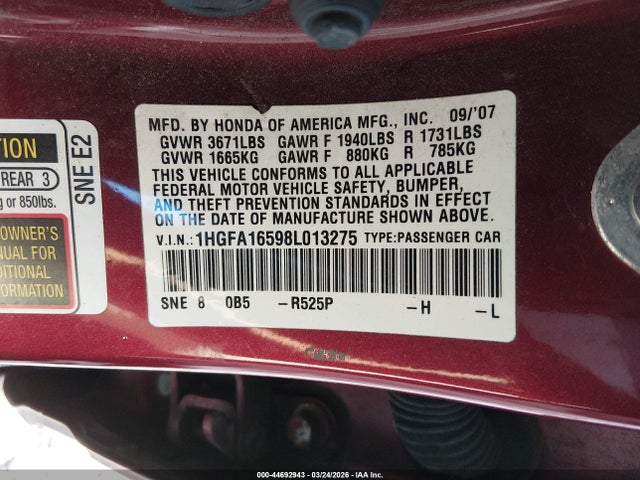 MFD. BY HONDA OF AMERICA MFG., INC. 09/'07
GVWR 3671LBS GAWR F 1940LBS R 1731LBS
GVWR 1665KG GAWR F 880KG R 785KG
THIS VEHICLE CONFORMS TO ALL APPLICABLE
FEDERAL MOTOR VEHICLE SAFETY, BUMPER,
AND THEFT PREVENTION STANDARDS IN EFFECT
ON THE DATE OF MANUFACTURE SHOWN ABOVE.
V.I.N.: 1HGFA16598L013275 TYPE:PASSENGER CAR
SNE 8 0B5 -R525P -H -L
TION
REAR 3
g or 850lbs.
OWNER'S
NUAL FOR
DITIONAL
FORMATION
SNE E2
000-44692943 - 03/24/2026 - IAA Inc.